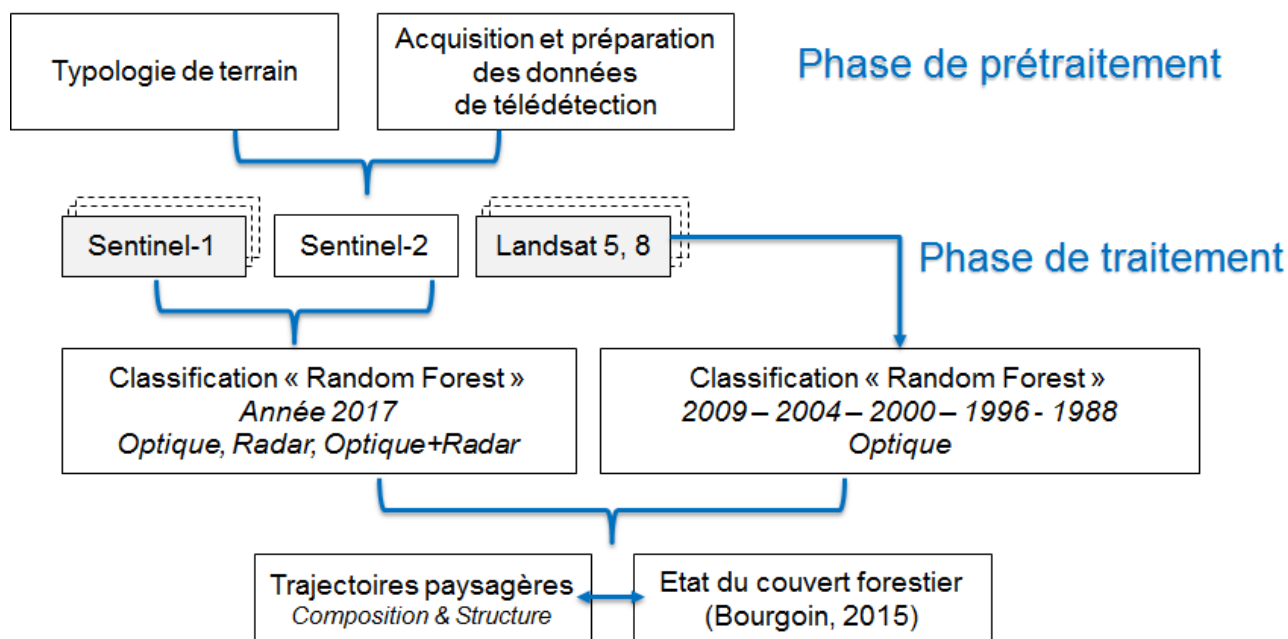 Typologie de terrain
Acquisition et préparation
des données
de télédétection
Phase de prétraitement
Sentinel-1
Sentinel-2
Landsat 5, 8
Phase de traitement
Classification « Random Forest »
Année 2017
Optique, Radar, Optique+Radar
Classification « Random Forest »
2009 – 2004 – 2000 – 1996 - 1988
Optique
Trajectoires paysagères
Composition & Structure
Etat du couvert forestier
(Bourgoin, 2015)